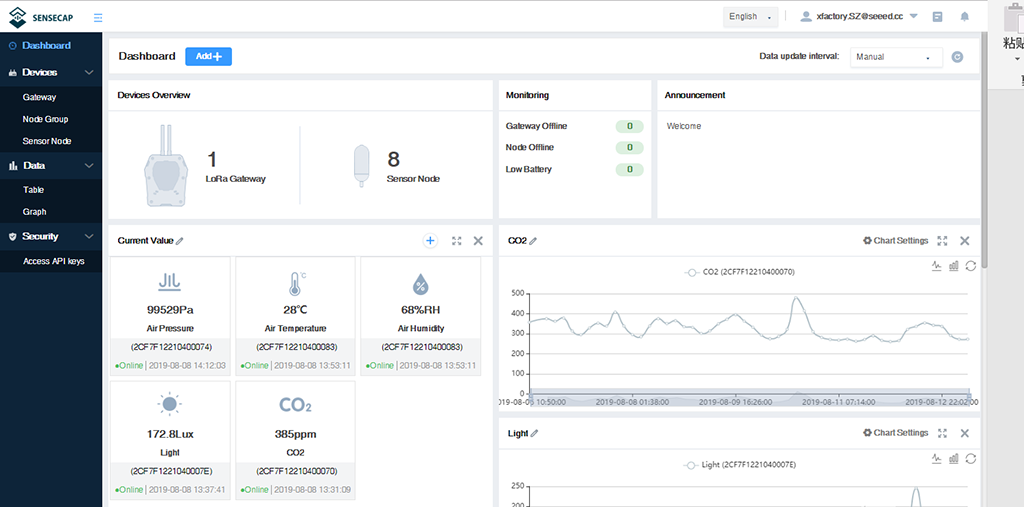 SENSECAP
English
xfactory.SZ@seeed.cc
粘贴
Dashboard
Devices
Gateway
Node Group
Sensor Node
Data
Table
Graph
Security
Access API keys
Dashboard
Add+
Data update interval:
Manual
Devices Overview
1
LoRa Gateway
8
Sensor Node
Monitoring
Gateway Offline 0
Node Offline 0
Low Battery 0
Announcement
Welcome
Current Value
99529Pa
Air Pressure
(2CF7F12210400074)
Online | 2019-08-08 14:12:03
°C
28°C
Air Temperature
(2CF7F12210400083)
Online | 2019-08-08 13:53:11
%
68%RH
Air Humidity
(2CF7F12210400083)
Online | 2019-08-08 13:53:11
172.8Lux
Light
(2CF7F1221040007E)
Online | 2019-08-08 13:37:41
CO2
385ppm
CO2
(2CF7F12210400070)
Online | 2019-08-08 13:31:09
CO2
Chart Settings
CO2 (2CF7F12210400070)
500
400
300
200
100
0
2019-08-08 01:38:00
2019-08-09 16:26:00
2019-08-11 07:14:00
2019-08-12 22:02:00
Light
Chart Settings
Light (2CF7F1221040007E)
250
200